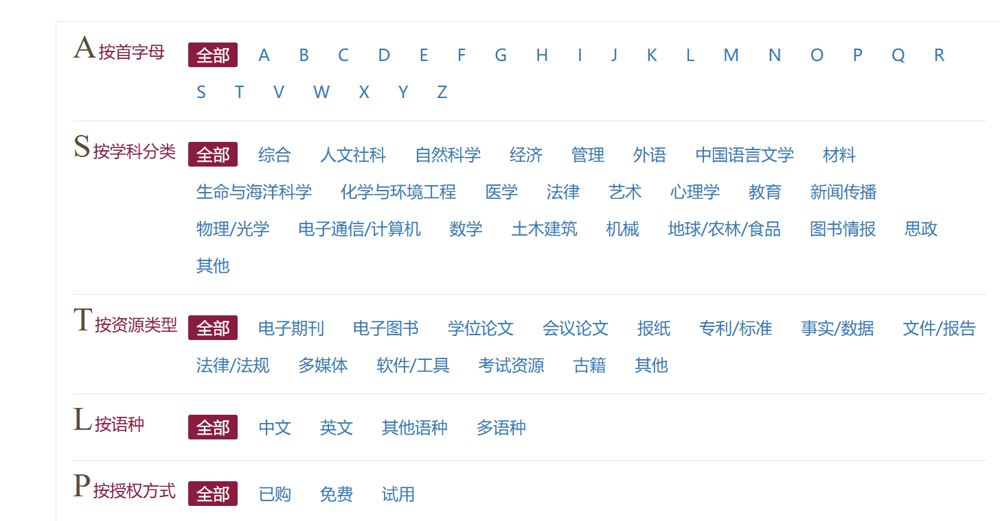 A按首字母 全部 A B C D E F G H I J K L M N O P Q R
S T V W X Y Z
S按学科分类 全部 综合 人文社科 自然科学 经济 管理 外语 中国语言文学 材料
生命与海洋科学 化学与环境工程 医学 法律 艺术 心理学 教育 新闻传播
物理/光学 电子通信/计算机 数学 土木建筑 机械 地球/农林/食品 图书情报 思政
其他
T按资源类型 全部 电子期刊 电子图书 学位论文 会议论文 报纸 专利/标准 事实/数据 文件/报告
法律/法规 多媒体 软件/工具 考试资源 古籍 其他
L按语种 全部 中文 英文 其他语种 多语种
P按授权方式 全部 已购 免费 试用